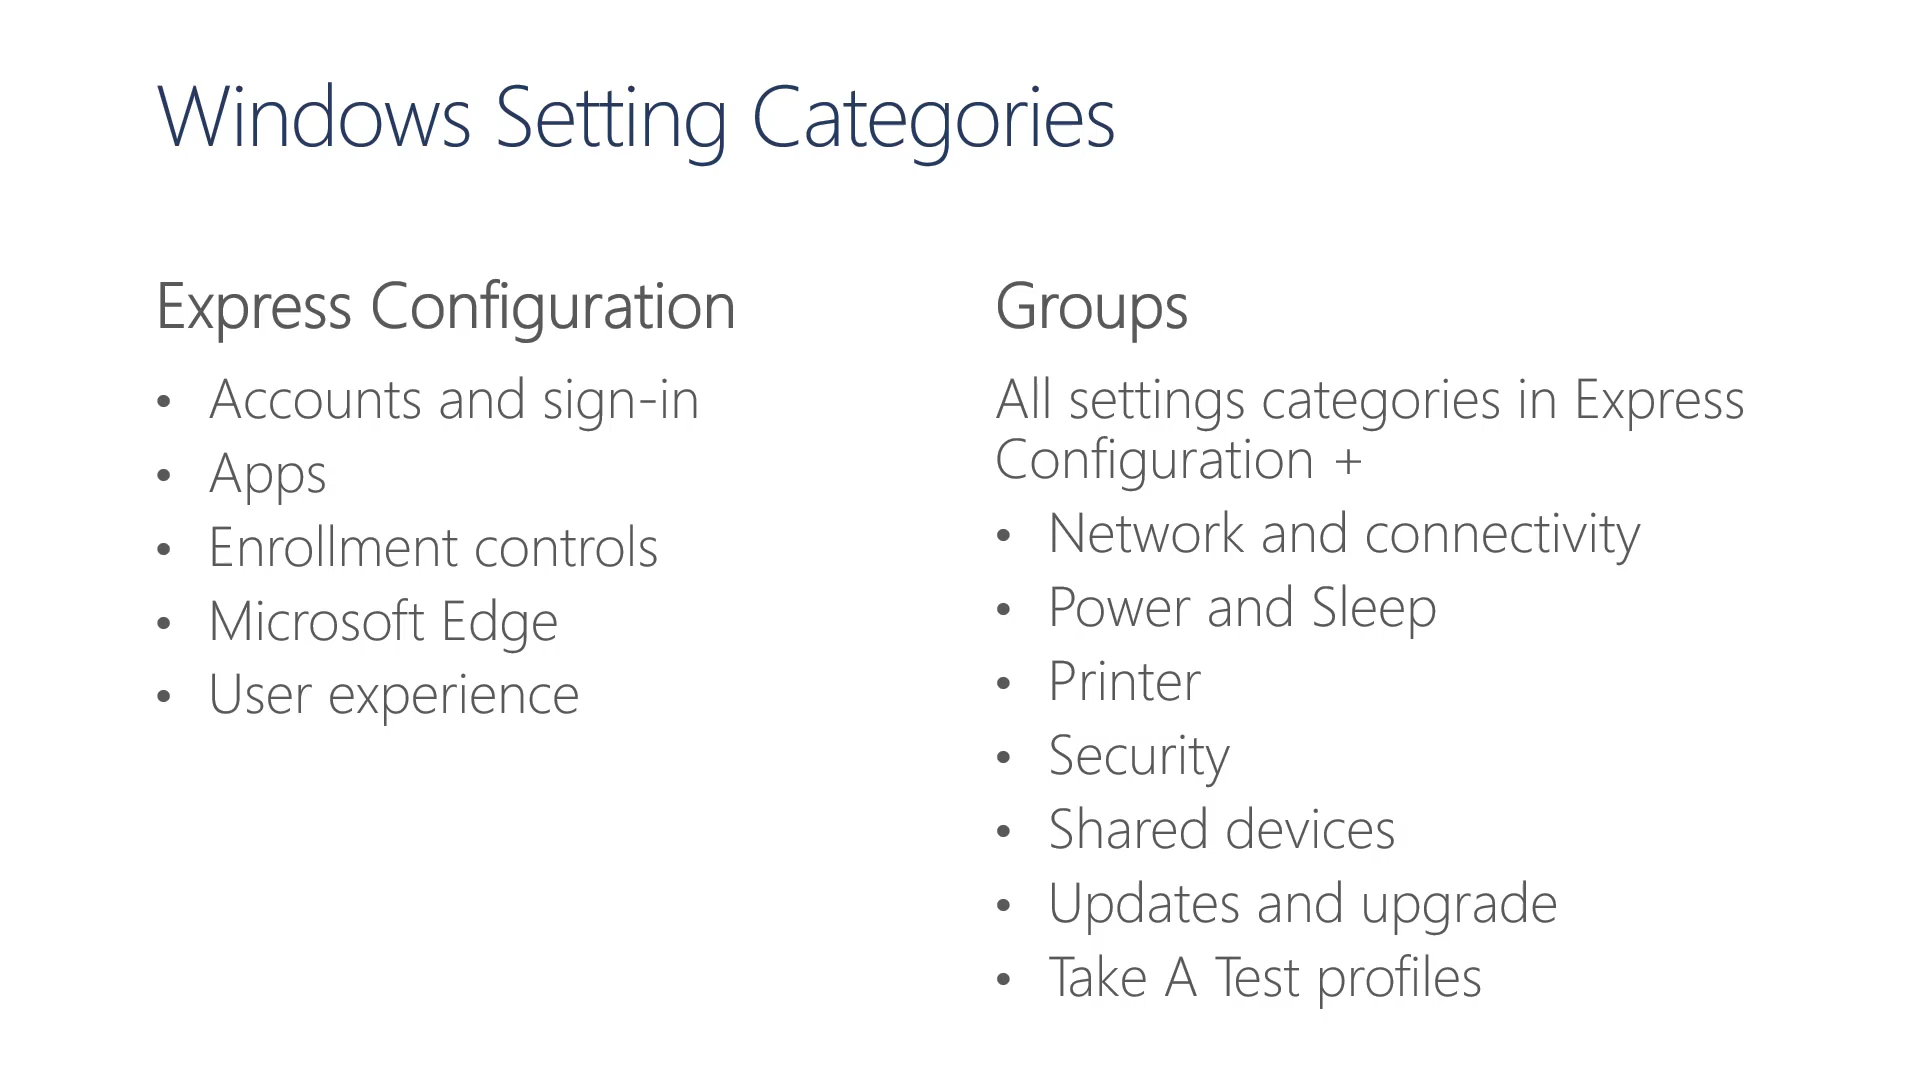 Windows Setting Categories
Express Configuration
• Accounts and sign-in
• Apps
• Enrollment controls
• Microsoft Edge
• User experience
Groups
All settings categories in Express
Configuration +
• Network and connectivity
• Power and Sleep
• Printer
• Security
• Shared devices
• Updates and upgrade
• Take A Test profiles